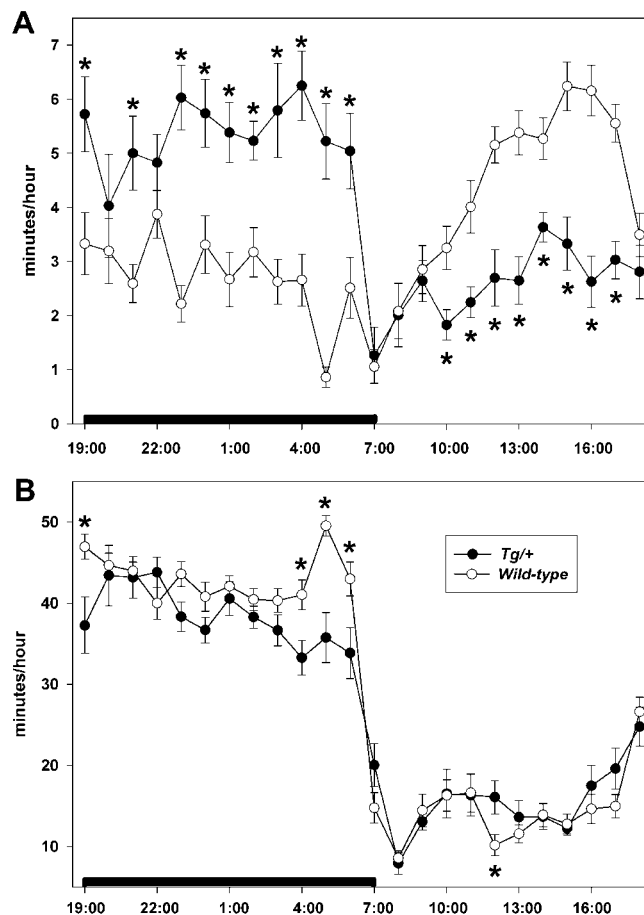 A
7
6
5
4
3
2
1
0
minutes/hour
* * * * * * * * * *
* * * * * * * *
19:00 22:00 1:00 4:00 7:00 10:00 13:00 16:00
B
50
40
30
20
10
minutes/hour
* * * *
*
Tg/+
Wild-type
19:00 22:00 1:00 4:00 7:00 10:00 13:00 16:00